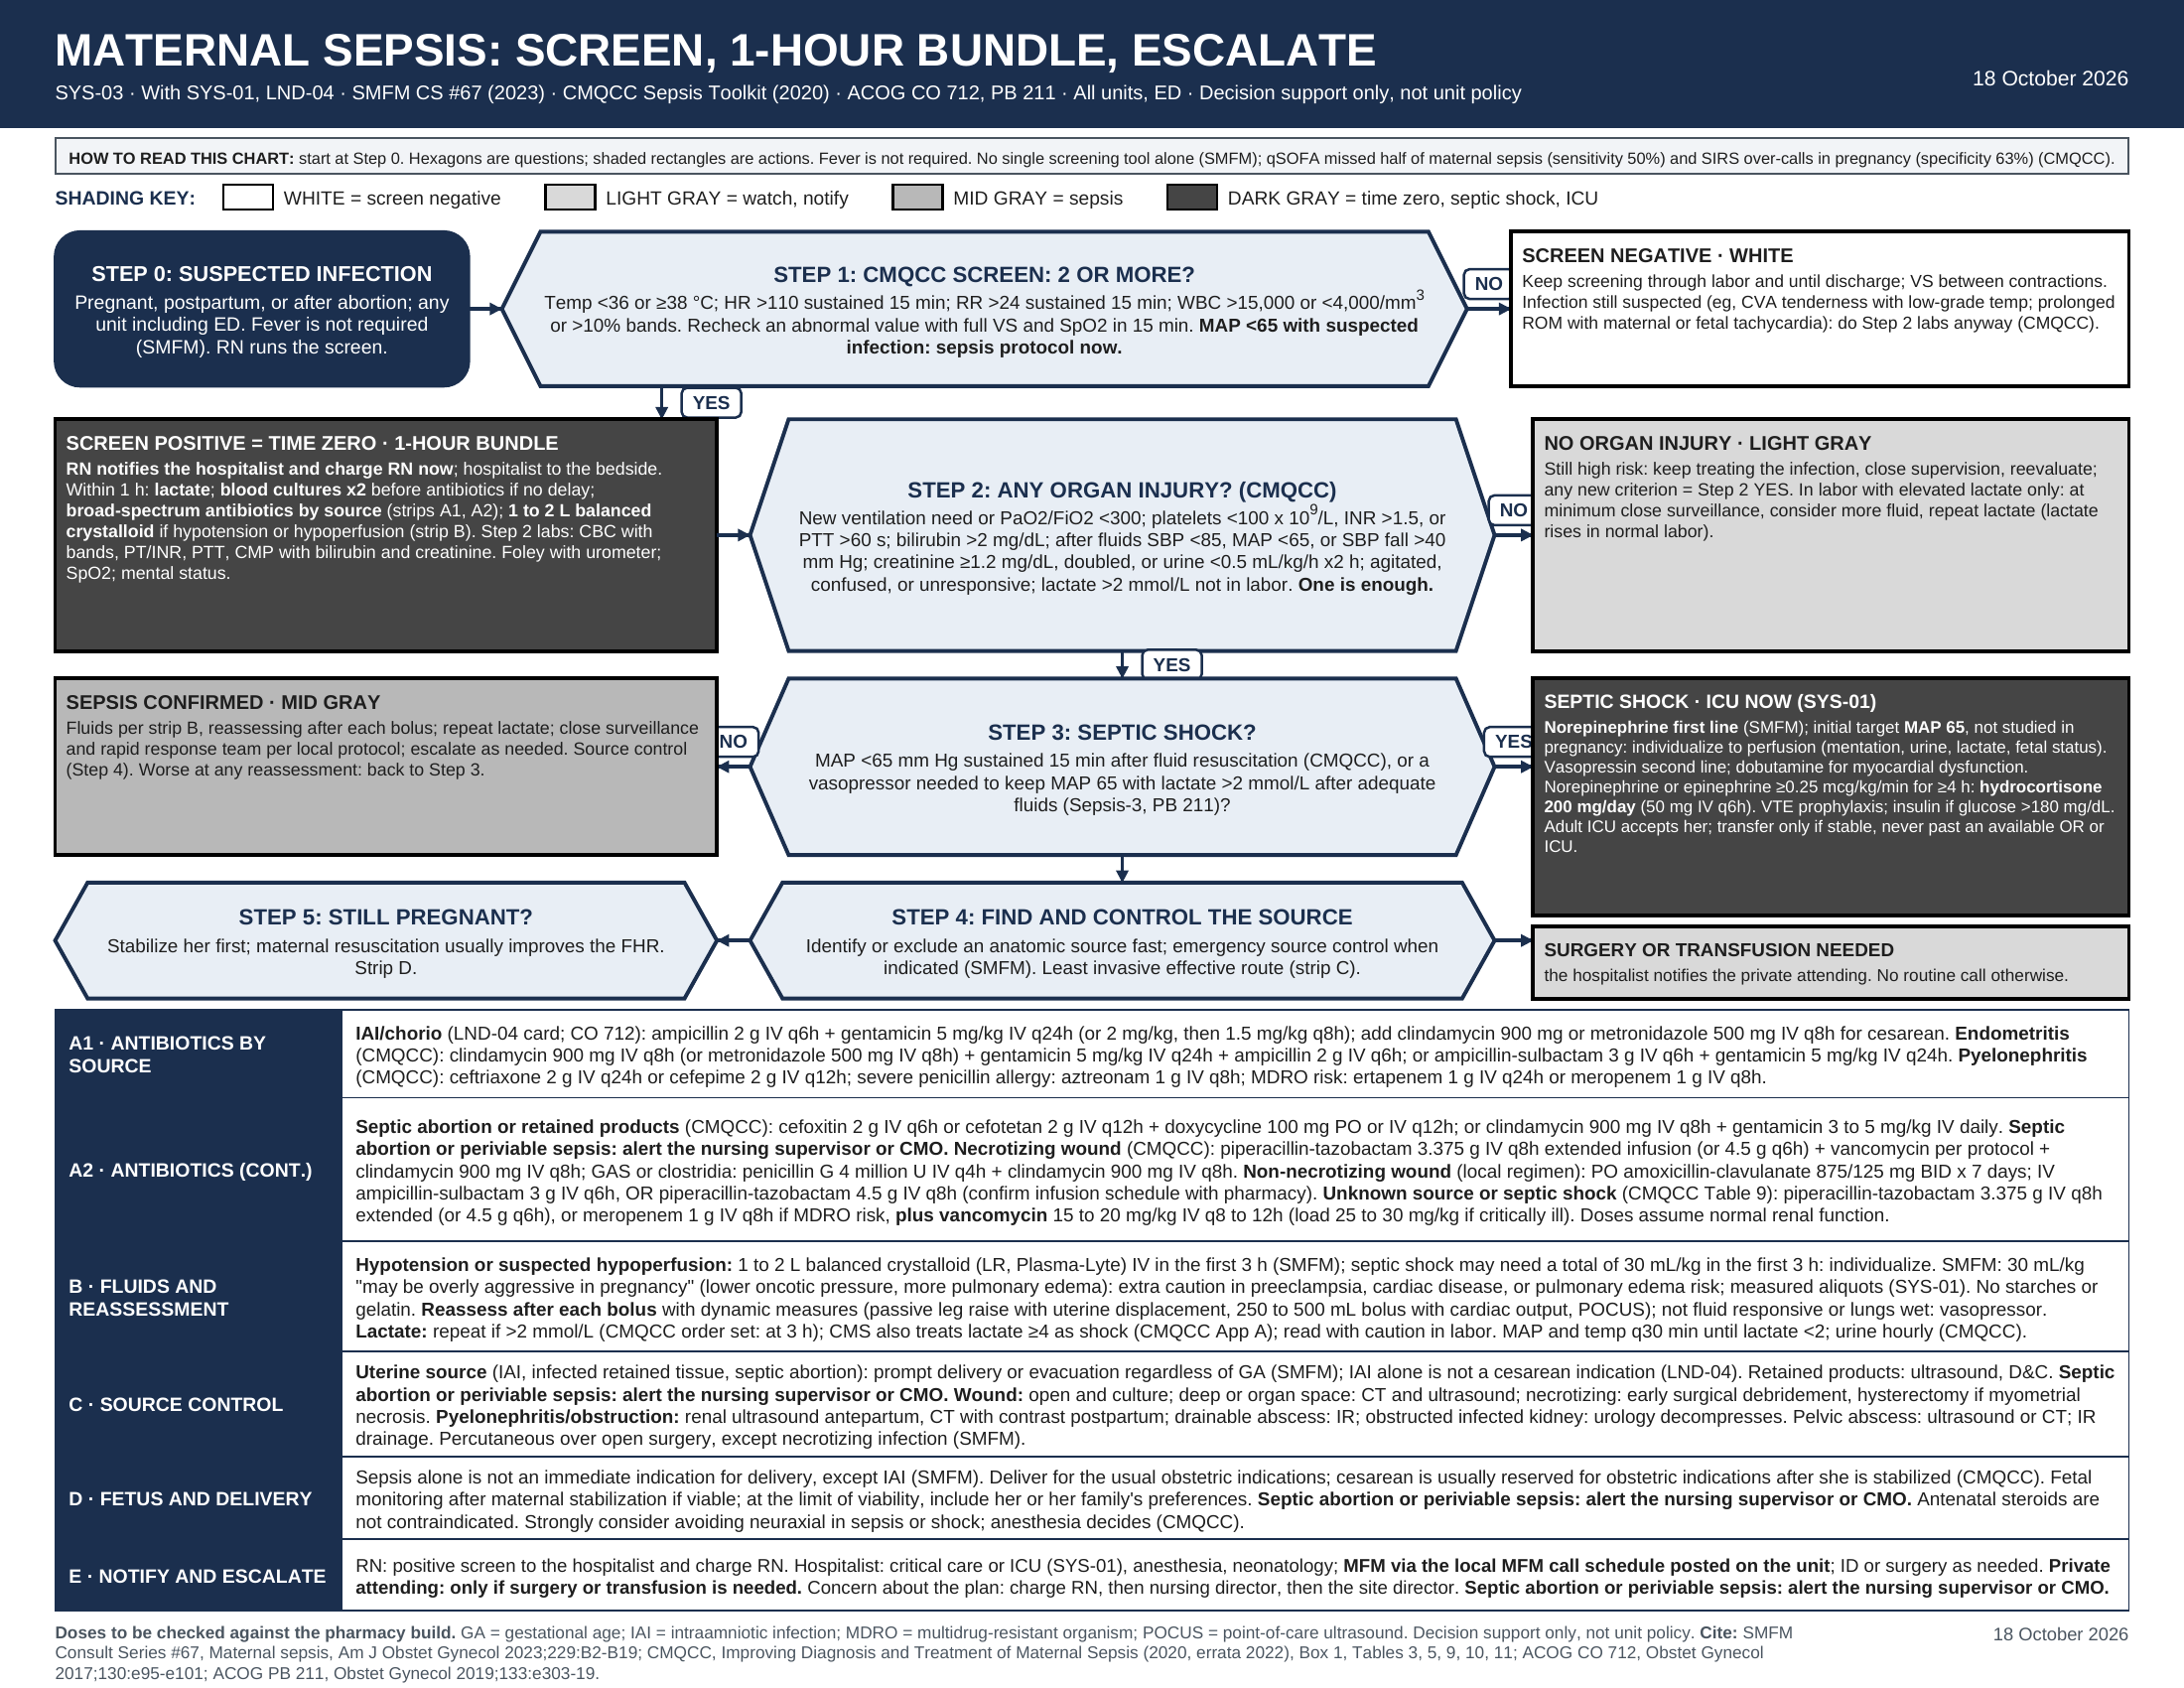 MATERNAL SEPSIS: SCREEN, 1-HOUR BUNDLE, ESCALATE
SYS-03 · With SYS-01, LND-04 · SMFM CS #67 (2023) · CMQCC Sepsis Toolkit (2020) · ACOG CO 712, PB 211 · All units, ED · Decision support only, not unit policy
18 October 2026
HOW TO READ THIS CHART: start at Step 0. Hexagons are questions; shaded rectangles are actions. Fever is not required. No single screening tool alone (SMFM); qSOFA missed half of maternal sepsis (sensitivity 50%) and SIRS over-calls in pregnancy (specificity 63%) (CMQCC).
SHADING KEY: WHITE = screen negative LIGHT GRAY = watch, notify MID GRAY = sepsis DARK GRAY = time zero, septic shock, ICU
STEP 0: SUSPECTED INFECTION
Pregnant, postpartum, or after abortion; any
unit including ED. Fever is not required
(SMFM). RN runs the screen.
STEP 1: CMQCC SCREEN: 2 OR MORE?
Temp <36 or ≥38 °C; HR >110 sustained 15 min; RR >24 sustained 15 min; WBC >15,000 or <4,000/mm³
or >10% bands. Recheck an abnormal value with full VS and SpO2 in 15 min. MAP <65 with suspected
infection: sepsis protocol now.
NO
SCREEN NEGATIVE · WHITE
Keep screening through labor and until discharge; VS between contractions.
Infection still suspected (eg, CVA tenderness with low-grade temp; prolonged
ROM with maternal or fetal tachycardia): do Step 2 labs anyway (CMQCC).
YES
SCREEN POSITIVE = TIME ZERO · 1-HOUR BUNDLE
RN notifies the hospitalist and charge RN now; hospitalist to the bedside.
Within 1 h: lactate; blood cultures x2 before antibiotics if no delay;
broad-spectrum antibiotics by source (strips A1, A2); 1 to 2 L balanced
crystalloid if hypotension or hypoperfusion (strip B). Step 2 labs: CBC with
bands, PT/INR, PTT, CMP with bilirubin and creatinine. Foley with urometer;
SpO2; mental status.
STEP 2: ANY ORGAN INJURY? (CMQCC)
New ventilation need or PaO2/FiO2 <300; platelets <100 x 10⁹/L, INR >1.5, or
PTT >60 s; bilirubin >2 mg/dL; after fluids SBP <85, MAP <65, or SBP fall >40
mm Hg; creatinine ≥1.2 mg/dL, doubled, or urine <0.5 mL/kg/h x2 h; agitated,
confused, or unresponsive; lactate >2 mmol/L not in labor. One is enough.
NO
NO ORGAN INJURY · LIGHT GRAY
Still high risk: keep treating the infection, close supervision, reevaluate;
any new criterion = Step 2 YES. In labor with elevated lactate only: at
minimum close surveillance, consider more fluid, repeat lactate (lactate
rises in normal labor).
YES
SEPSIS CONFIRMED · MID GRAY
Fluids per strip B, reassessing after each bolus; repeat lactate; close surveillance
and rapid response team per local protocol; escalate as needed. Source control
(Step 4). Worse at any reassessment: back to Step 3.
NO
STEP 3: SEPTIC SHOCK?
MAP <65 mm Hg sustained 15 min after fluid resuscitation (CMQCC), or a
vasopressor needed to keep MAP 65 with lactate >2 mmol/L after adequate
fluids (Sepsis-3, PB 211)?
YES
SEPTIC SHOCK · ICU NOW (SYS-01)
Norepinephrine first line (SMFM); initial target MAP 65, not studied in
pregnancy: individualize to perfusion (mentation, urine, lactate, fetal status).
Vasopressin second line; dobutamine for myocardial dysfunction.
Norepinephrine or epinephrine ≥0.25 mcg/kg/min for ≥4 h: hydrocortisone
200 mg/day (50 mg IV q6h). VTE prophylaxis; insulin if glucose >180 mg/dL.
Adult ICU accepts her; transfer only if stable, never past an available OR or
ICU.
STEP 5: STILL PREGNANT?
Stabilize her first; maternal resuscitation usually improves the FHR.
Strip D.
STEP 4: FIND AND CONTROL THE SOURCE
Identify or exclude an anatomic source fast; emergency source control when
indicated (SMFM). Least invasive effective route (strip C).
SURGERY OR TRANSFUSION NEEDED
the hospitalist notifies the private attending. No routine call otherwise.
A1 · ANTIBIOTICS BY
SOURCE
IAI/chorio (LND-04 card; CO 712): ampicillin 2 g IV q6h + gentamicin 5 mg/kg IV q24h (or 2 mg/kg, then 1.5 mg/kg q8h); add clindamycin 900 mg or metronidazole 500 mg IV q8h for cesarean. Endometritis
(CMQCC): clindamycin 900 mg IV q8h (or metronidazole 500 mg IV q8h) + gentamicin 5 mg/kg IV q24h + ampicillin 2 g IV q6h; or ampicillin-sulbactam 3 g IV q6h + gentamicin 5 mg/kg IV q24h. Pyelonephritis
(CMQCC): ceftriaxone 2 g IV q24h or cefepime 2 g IV q12h; severe penicillin allergy: aztreonam 1 g IV q8h; MDRO risk: ertapenem 1 g IV q24h or meropenem 1 g IV q8h.
A2 · ANTIBIOTICS (CONT.)
Septic abortion or retained products (CMQCC): cefoxitin 2 g IV q6h or cefotetan 2 g IV q12h + doxycycline 100 mg PO or IV q12h; or clindamycin 900 mg IV q8h + gentamicin 3 to 5 mg/kg IV daily. Septic
abortion or periviable sepsis: alert the nursing supervisor or CMO. Necrotizing wound (CMQCC): piperacillin-tazobactam 3.375 g IV q8h extended infusion (or 4.5 g q6h) + vancomycin per protocol +
clindamycin 900 mg IV q8h; GAS or clostridia: penicillin G 4 million U IV q4h + clindamycin 900 mg IV q8h. Non-necrotizing wound (local regimen): PO amoxicillin-clavulanate 875/125 mg BID x 7 days; IV
ampicillin-sulbactam 3 g IV q6h, OR piperacillin-tazobactam 4.5 g IV q8h (confirm infusion schedule with pharmacy). Unknown source or septic shock (CMQCC Table 9): piperacillin-tazobactam 3.375 g IV q8h
extended (or 4.5 g q6h), or meropenem 1 g IV q8h if MDRO risk, plus vancomycin 15 to 20 mg/kg IV q8 to 12h (load 25 to 30 mg/kg if critically ill). Doses assume normal renal function.
B · FLUIDS AND
REASSESSMENT
Hypotension or suspected hypoperfusion: 1 to 2 L balanced crystalloid (LR, Plasma-Lyte) IV in the first 3 h (SMFM); septic shock may need a total of 30 mL/kg in the first 3 h: individualize. SMFM: 30 mL/kg
"may be overly aggressive in pregnancy" (lower oncotic pressure, more pulmonary edema): extra caution in preeclampsia, cardiac disease, or pulmonary edema risk; measured aliquots (SYS-01). No starches or
gelatin. Reassess after each bolus with dynamic measures (passive leg raise with uterine displacement, 250 to 500 mL bolus with cardiac output, POCUS); not fluid responsive or lungs wet: vasopressor.
Lactate: repeat if >2 mmol/L (CMQCC order set: at 3 h); CMS also treats lactate ≥4 as shock (CMQCC App A); read with caution in labor. MAP and temp q30 min until lactate <2; urine hourly (CMQCC).
C · SOURCE CONTROL
Uterine source (IAI, infected retained tissue, septic abortion): prompt delivery or evacuation regardless of GA (SMFM); IAI alone is not a cesarean indication (LND-04). Retained products: ultrasound, D&C. Septic
abortion or periviable sepsis: alert the nursing supervisor or CMO. Wound: open and culture; deep or organ space: CT and ultrasound; necrotizing: early surgical debridement, hysterectomy if myometrial
necrosis. Pyelonephritis/obstruction: renal ultrasound antepartum, CT with contrast postpartum; drainable abscess: IR; obstructed infected kidney: urology decompresses. Pelvic abscess: ultrasound or CT; IR
drainage. Percutaneous over open surgery, except necrotizing infection (SMFM).
D · FETUS AND DELIVERY
Sepsis alone is not an immediate indication for delivery, except IAI (SMFM). Deliver for the usual obstetric indications; cesarean is usually reserved for obstetric indications after she is stabilized (CMQCC). Fetal
monitoring after maternal stabilization if viable; at the limit of viability, include her or her family's preferences. Septic abortion or periviable sepsis: alert the nursing supervisor or CMO. Antenatal steroids are
not contraindicated. Strongly consider avoiding neuraxial in sepsis or shock; anesthesia decides (CMQCC).
E · NOTIFY AND ESCALATE
RN: positive screen to the hospitalist and charge RN. Hospitalist: critical care or ICU (SYS-01), anesthesia, neonatology; MFM via the local MFM call schedule posted on the unit; ID or surgery as needed. Private
attending: only if surgery or transfusion is needed. Concern about the plan: charge RN, then nursing director, then the site director. Septic abortion or periviable sepsis: alert the nursing supervisor or CMO.
Doses to be checked against the pharmacy build. GA = gestational age; IAI = intraamniotic infection; MDRO = multidrug-resistant organism; POCUS = point-of-care ultrasound. Decision support only, not unit policy. Cite: SMFM
Consult Series #67, Maternal sepsis, Am J Obstet Gynecol 2023;229:B2-B19; CMQCC, Improving Diagnosis and Treatment of Maternal Sepsis (2020, errata 2022), Box 1, Tables 3, 5, 9, 10, 11; ACOG CO 712, Obstet Gynecol
2017;130:e95-e101; ACOG PB 211, Obstet Gynecol 2019;133:e303-19.
18 October 2026